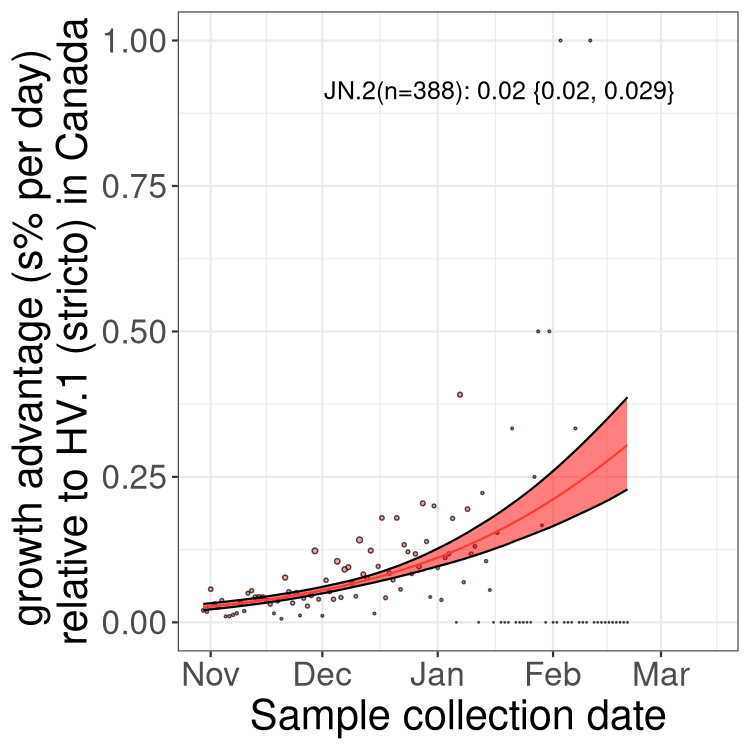 growth advantage (s% per day)
relative to HV.1 (stricto) in Canada
1.00
0.75
0.50
0.25
0.00
JN.2(n=388): 0.02 {0.02, 0.029}
Nov Dec Jan Feb Mar
Sample collection date